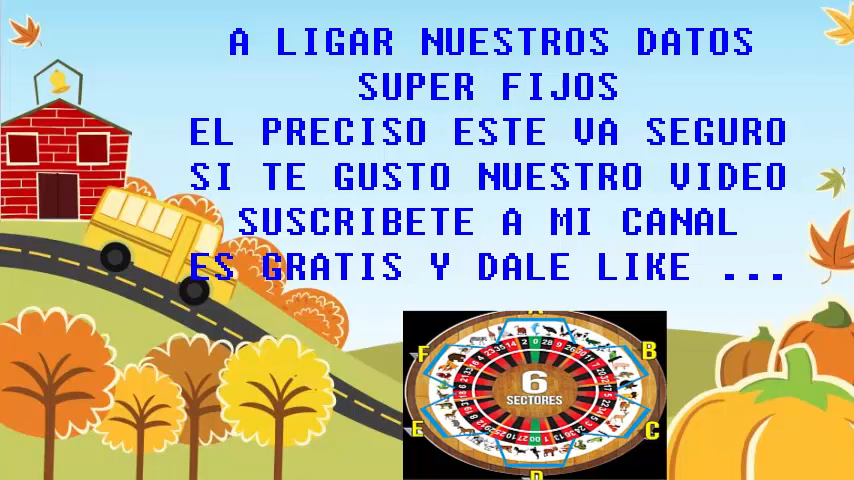 A LIGAR NUESTROS DATOS
SUPER FIJOS
EL PRECISO ESTE VA SEGURO
SI TE GUSTO NUESTRO VIDEO
SUSCRIBETE A MI CANAL
ES GRATIS Y DALE LIKE ...
A
F
B
6
SECTORES
E
C
D